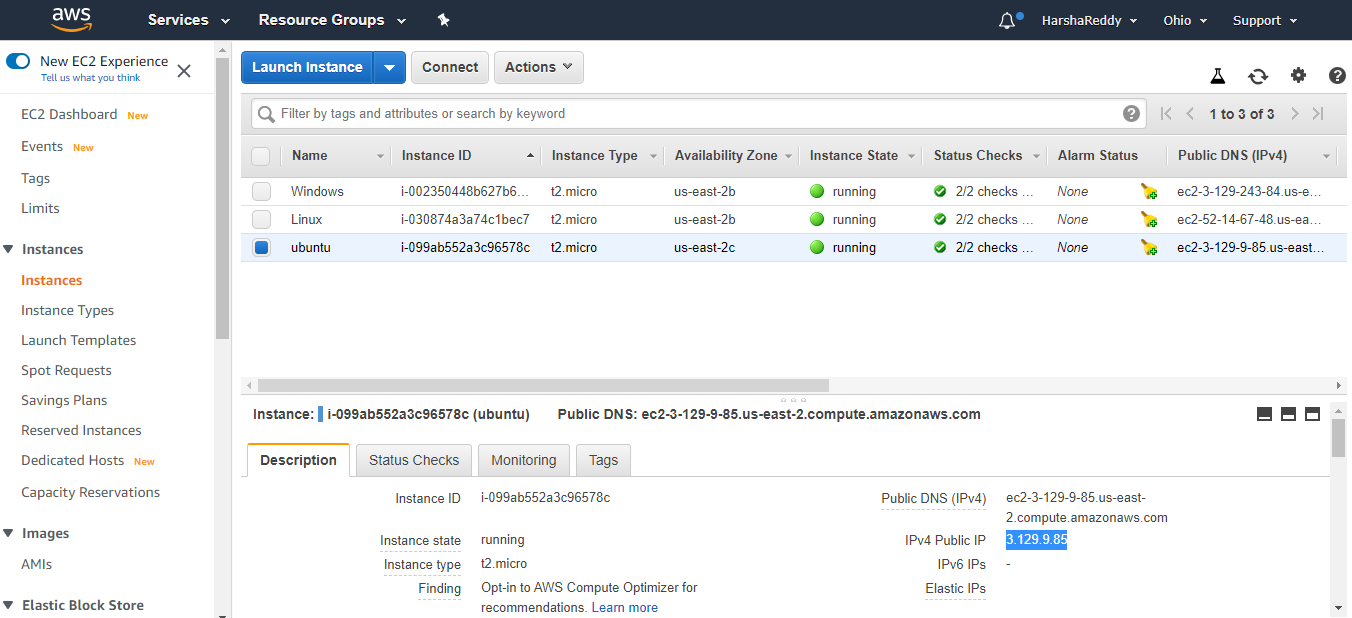 aws Services Resource Groups HarshaReddy Ohio Support
New EC2 Experience
Tell us what you think
EC2 Dashboard New
Events New
Tags
Limits
Instances
Instances
Instance Types
Launch Templates
Spot Requests
Savings Plans
Reserved Instances
Dedicated Hosts New
Capacity Reservations
Images
AMIs
Elastic Block Store
Launch Instance Connect Actions
Filter by tags and attributes or search by keyword ? 1 to 3 of 3
Name Instance ID Instance Type Availability Zone Instance State Status Checks Alarm Status Public DNS (IPv4)
Windows i-002350448b627b6... t2.micro us-east-2b running 2/2 checks ... None ec2-3-129-243-84.us-e...
Linux i-030874a3a74c1bec7 t2.micro us-east-2b running 2/2 checks ... None ec2-52-14-67-48.us-ea...
ubuntu i-099ab552a3c96578c t2.micro us-east-2c running 2/2 checks ... None ec2-3-129-9-85.us-east...
Instance: i-099ab552a3c96578c (ubuntu) Public DNS: ec2-3-129-9-85.us-east-2.compute.amazonaws.com
Description Status Checks Monitoring Tags
Instance ID i-099ab552a3c96578c Public DNS (IPv4) ec2-3-129-9-85.us-east-
2.compute.amazonaws.com
Instance state running IPv4 Public IP 3.129.9.85
Instance type t2.micro IPv6 IPs -
Finding Opt-in to AWS Compute Optimizer for Elastic IPs
recommendations. Learn more